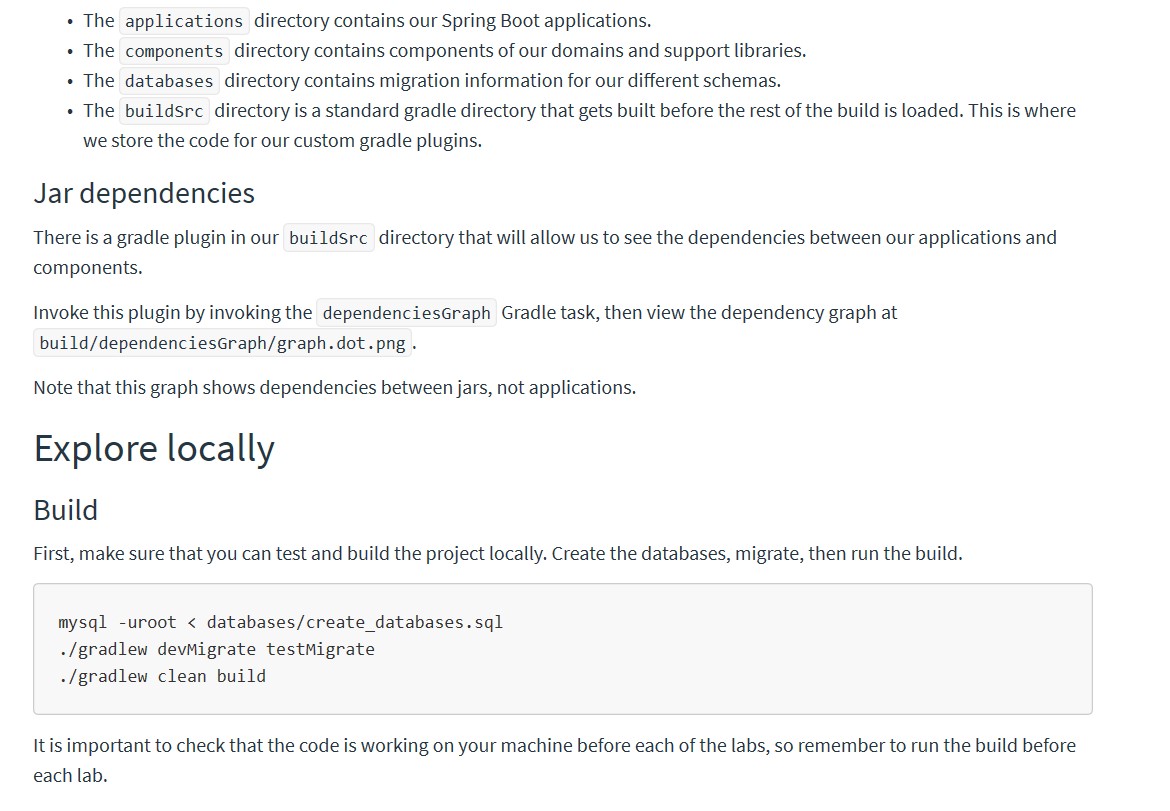 • The applications directory contains our Spring Boot applications.
• The components directory contains components of our domains and support libraries.
• The databases directory contains migration information for our different schemas.
• The buildSrc directory is a standard gradle directory that gets built before the rest of the build is loaded. This is where
we store the code for our custom gradle plugins.
Jar dependencies
There is a gradle plugin in our buildSrc directory that will allow us to see the dependencies between our applications and
components.
Invoke this plugin by invoking the dependenciesGraph Gradle task, then view the dependency graph at
build/dependenciesGraph/graph.dot.png.
Note that this graph shows dependencies between jars, not applications.
Explore locally
Build
First, make sure that you can test and build the project locally. Create the databases, migrate, then run the build.
mysql -uroot < databases/create_databases.sql
./gradlew devMigrate testMigrate
./gradlew clean build
It is important to check that the code is working on your machine before each of the labs, so remember to run the build before
each lab.